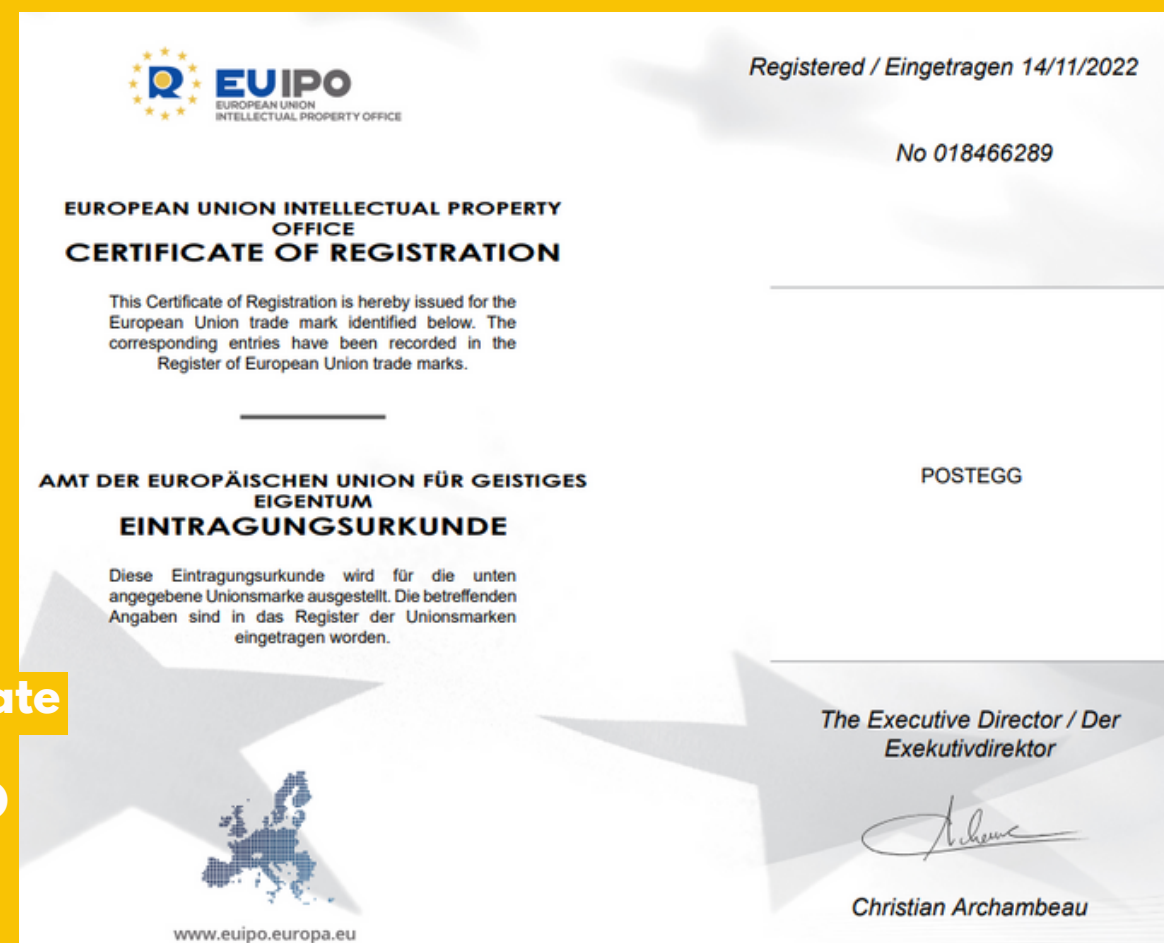 EUIPO
EUROPEAN UNION
INTELLECTUAL PROPERTY OFFICE
EUROPEAN UNION INTELLECTUAL PROPERTY
OFFICE
CERTIFICATE OF REGISTRATION
This Certificate of Registration is hereby issued for the
European Union trade mark identified below. The
corresponding entries have been recorded in the
Register of European Union trade marks.
AMT DER EUROPÄISCHEN UNION FÜR GEISTIGES
EIGENTUM
EINTRAGUNGSURKUNDE
Diese Eintragungsurkunde wird für die unten
angegebene Unionsmarke ausgestellt. Die betreffenden
Angaben sind in das Register der Unionsmarken
eingetragen worden.
ate
www.euipo.europa.eu
Registered / Eingetragen 14/11/2022
No 018466289
POSTEGG
The Executive Director / Der
Exekutivdirektor
Christian Archambeau